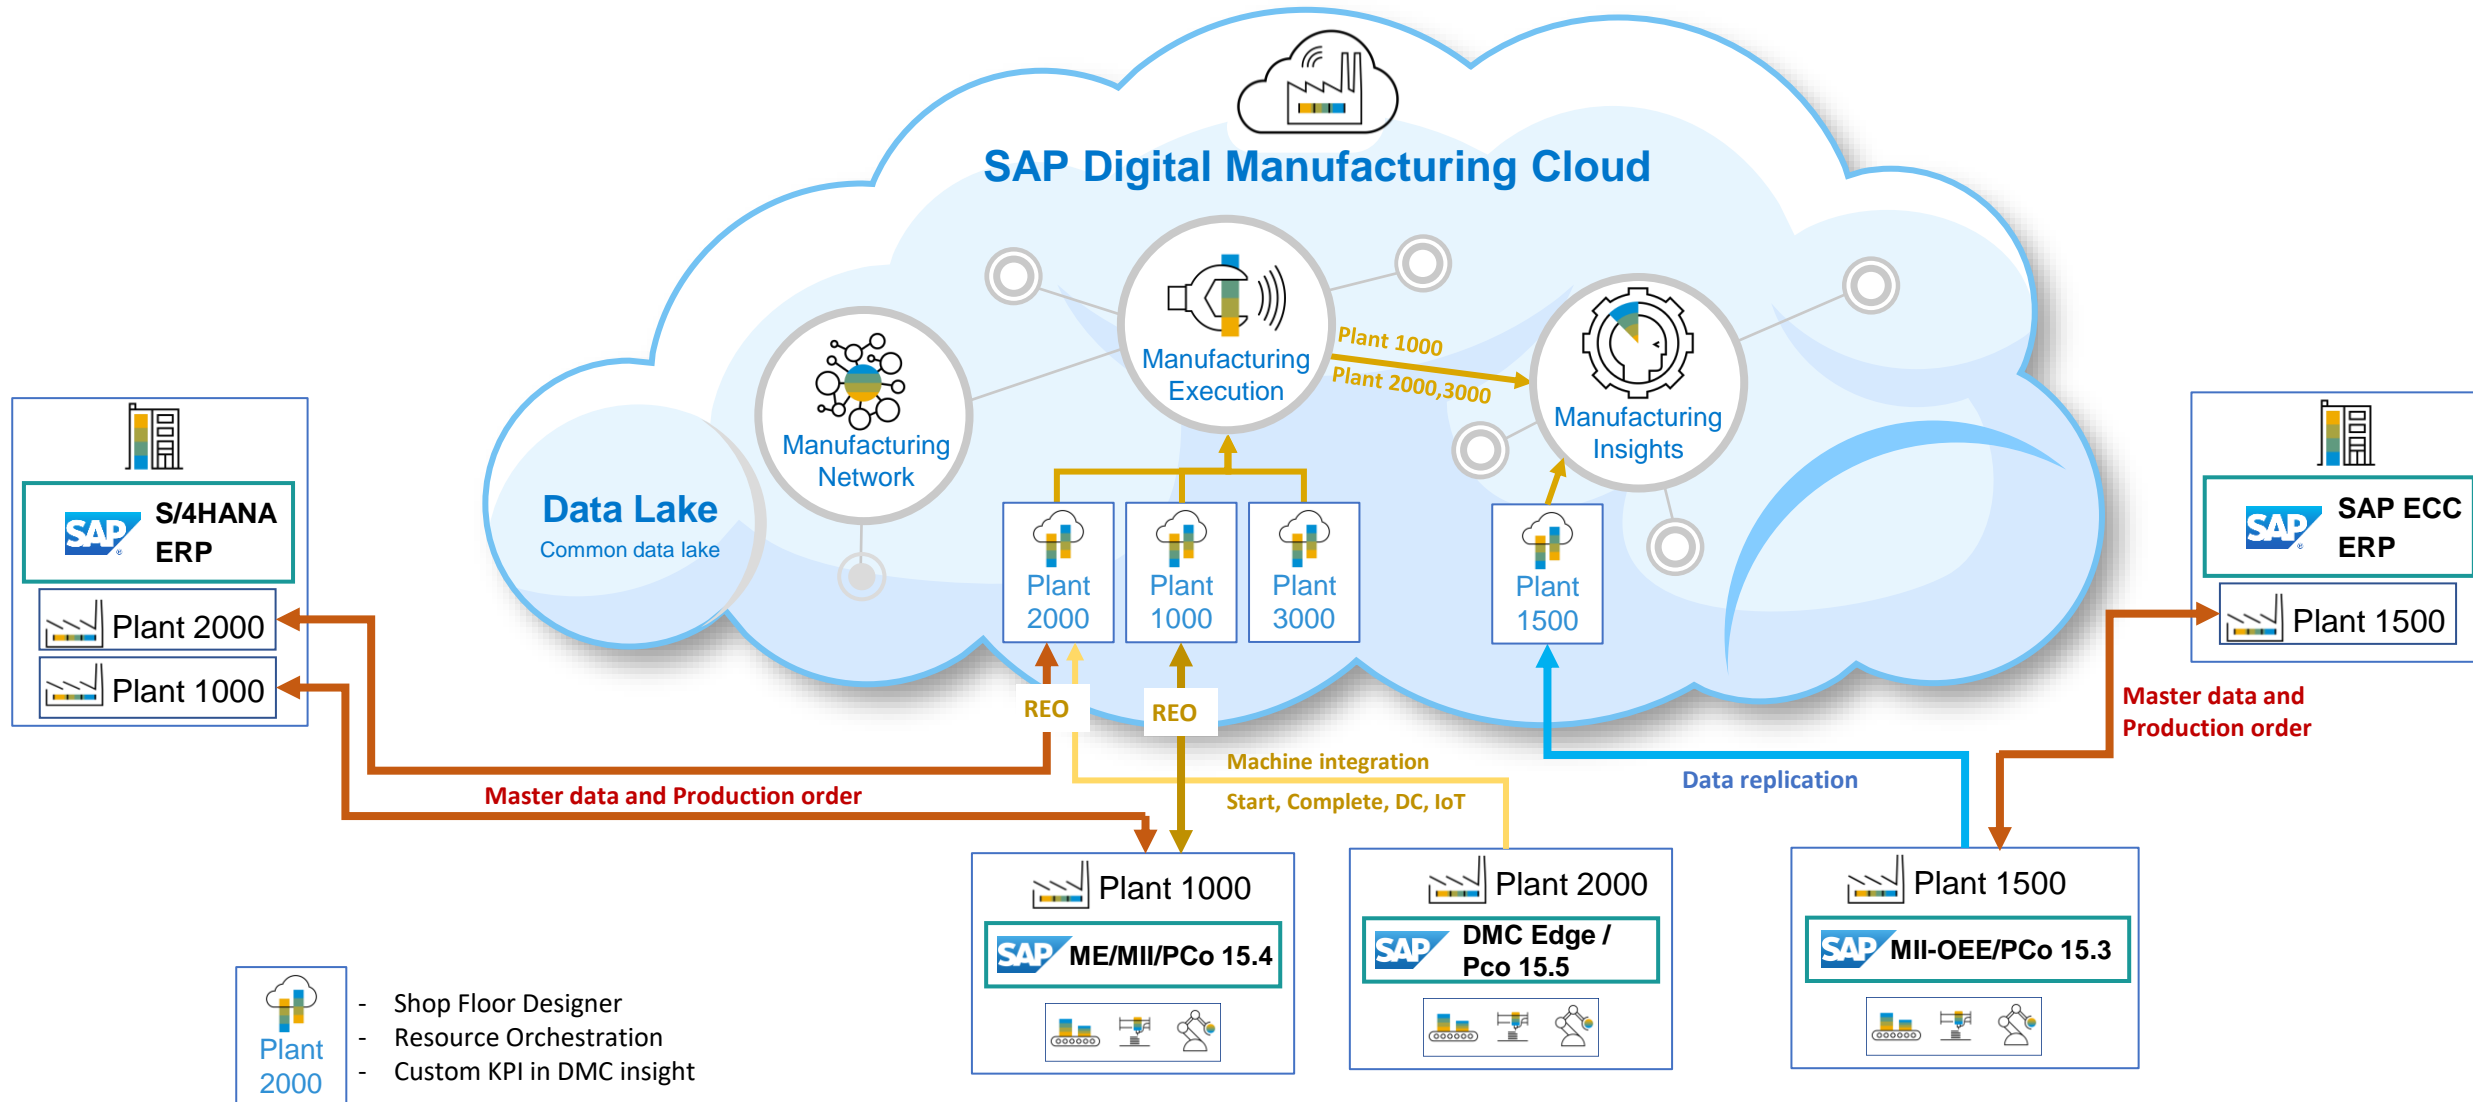 SAP Digital Manufacturing Cloud
Manufacturing
Execution
Plant 1000
Plant 2000,3000
Manufacturing
Insights
Manufacturing
Network
Data Lake
Common data lake
SAP®
S/4HANA
ERP
Plant 2000
Plant 1000
Plant
2000
Plant
1000
Plant
3000
Plant
1500
SAP®
SAP ECC
ERP
Plant 1500
REO
REO
Master data and
Production order
Machine integration
Start, Complete, DC, IoT
Data replication
Master data and Production order
Plant 1000
SAP
ME/MII/PCo 15.4
Plant 2000
SAP
DMC Edge /
Pco 15.5
Plant 1500
SAP
MII-OEE/PCo 15.3
Plant
2000
- Shop Floor Designer
- Resource Orchestration
- Custom KPI in DMC insight